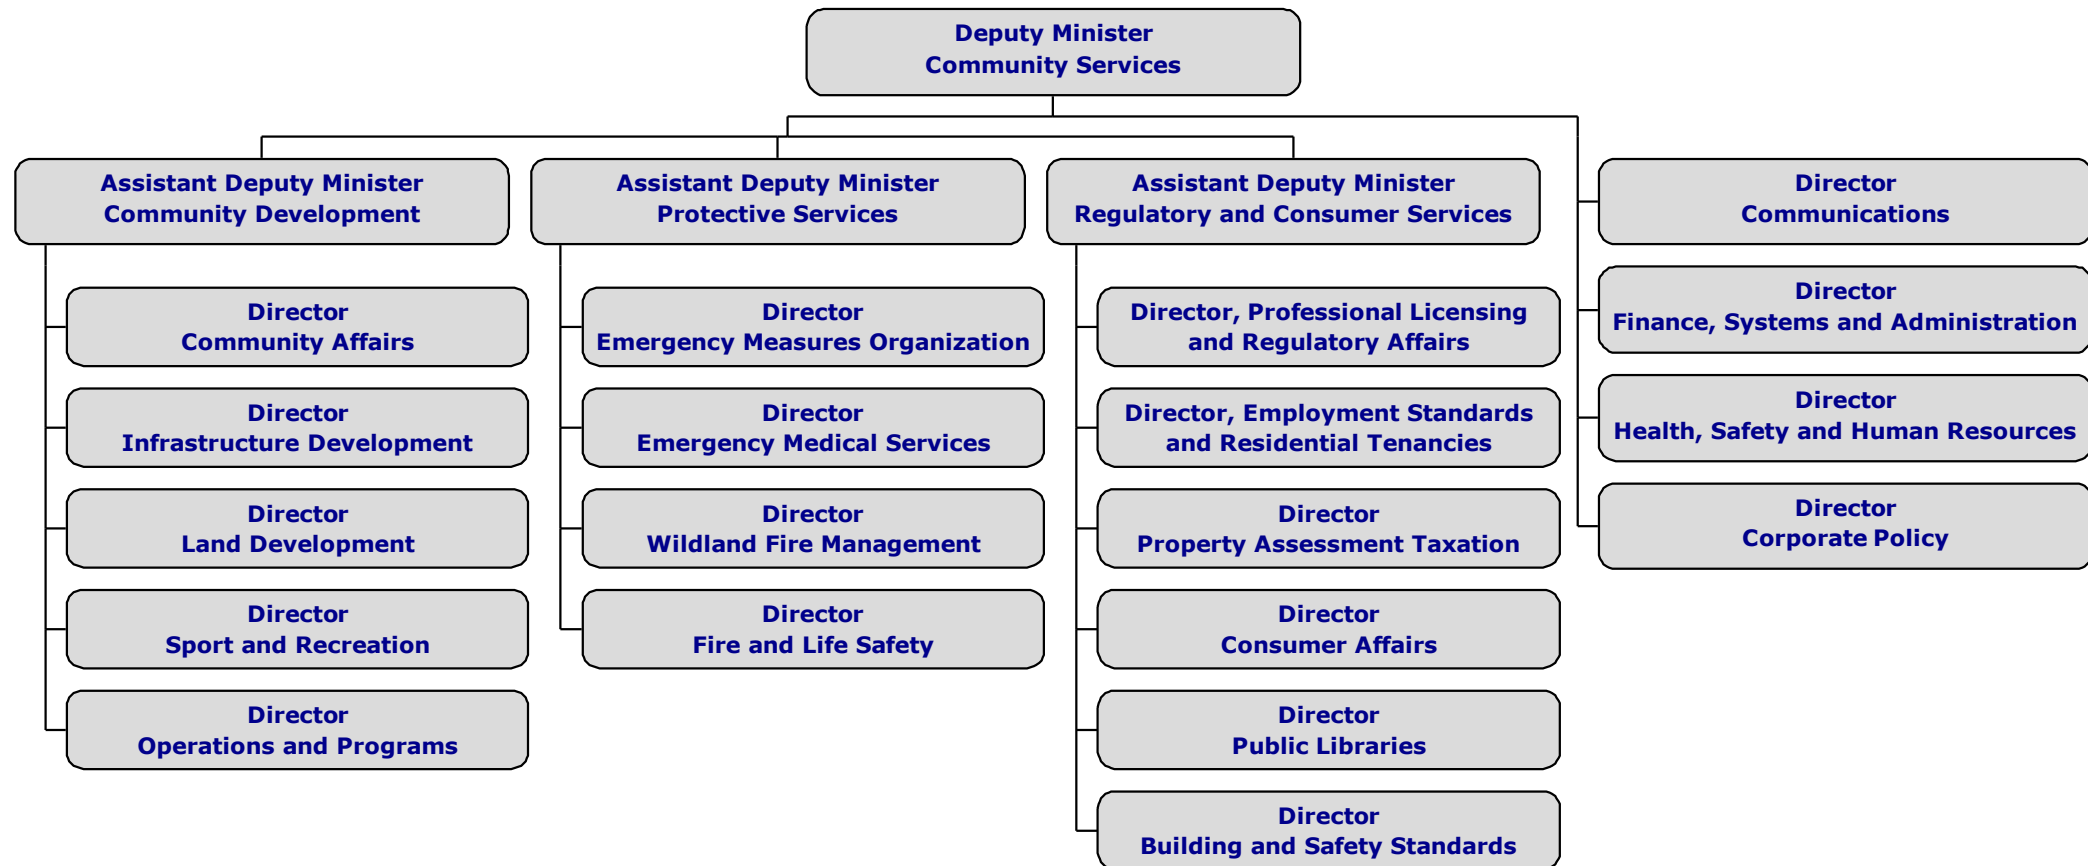 Deputy Minister
Community Services
Assistant Deputy Minister
Community Development
Director
Community Affairs
Director
Infrastructure Development
Director
Land Development
Director
Sport and Recreation
Director
Operations and Programs
Assistant Deputy Minister
Protective Services
Director
Emergency Measures Organization
Director
Emergency Medical Services
Director
Wildland Fire Management
Director
Fire and Life Safety
Assistant Deputy Minister
Regulatory and Consumer Services
Director, Professional Licensing
and Regulatory Affairs
Director, Employment Standards
and Residential Tenancies
Director
Property Assessment Taxation
Director
Consumer Affairs
Director
Public Libraries
Director
Building and Safety Standards
Director
Communications
Director
Finance, Systems and Administration
Director
Health, Safety and Human Resources
Director
Corporate Policy